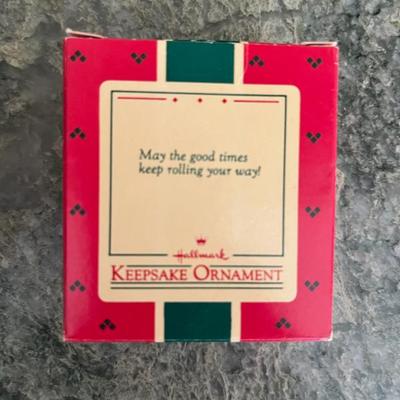 May the good times
keep rolling your way!
Hallmark
KEEPSAKE ORNAMENT